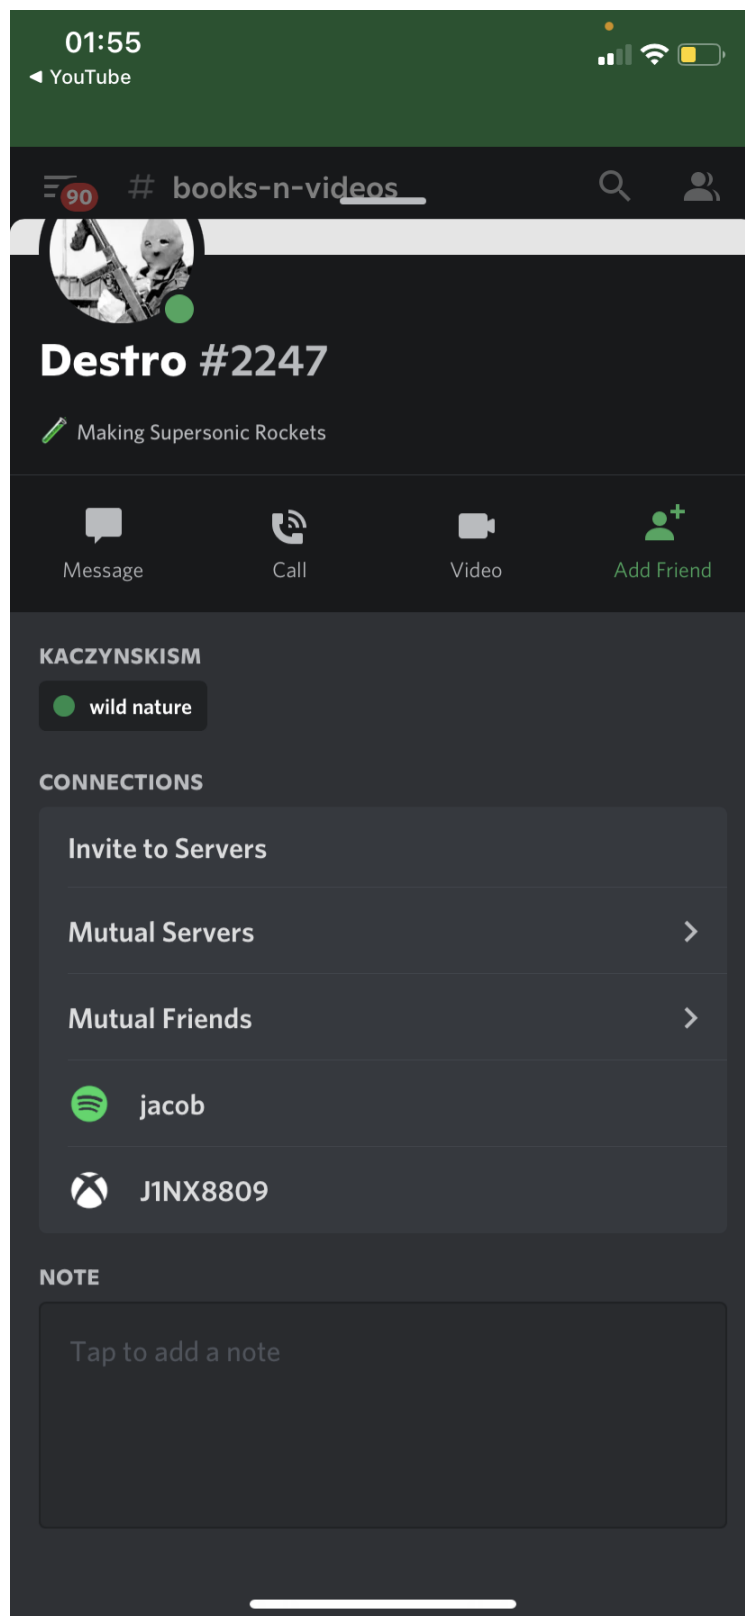 01:55
◀ YouTube
90
# books-n-videos
Destro #2247
Making Supersonic Rockets
Message
Call
Video
Add Friend
KACZYNSKISM
wild nature
CONNECTIONS
Invite to Servers
Mutual Servers
Mutual Friends
jacob
J1NX8809
NOTE
Tap to add a note